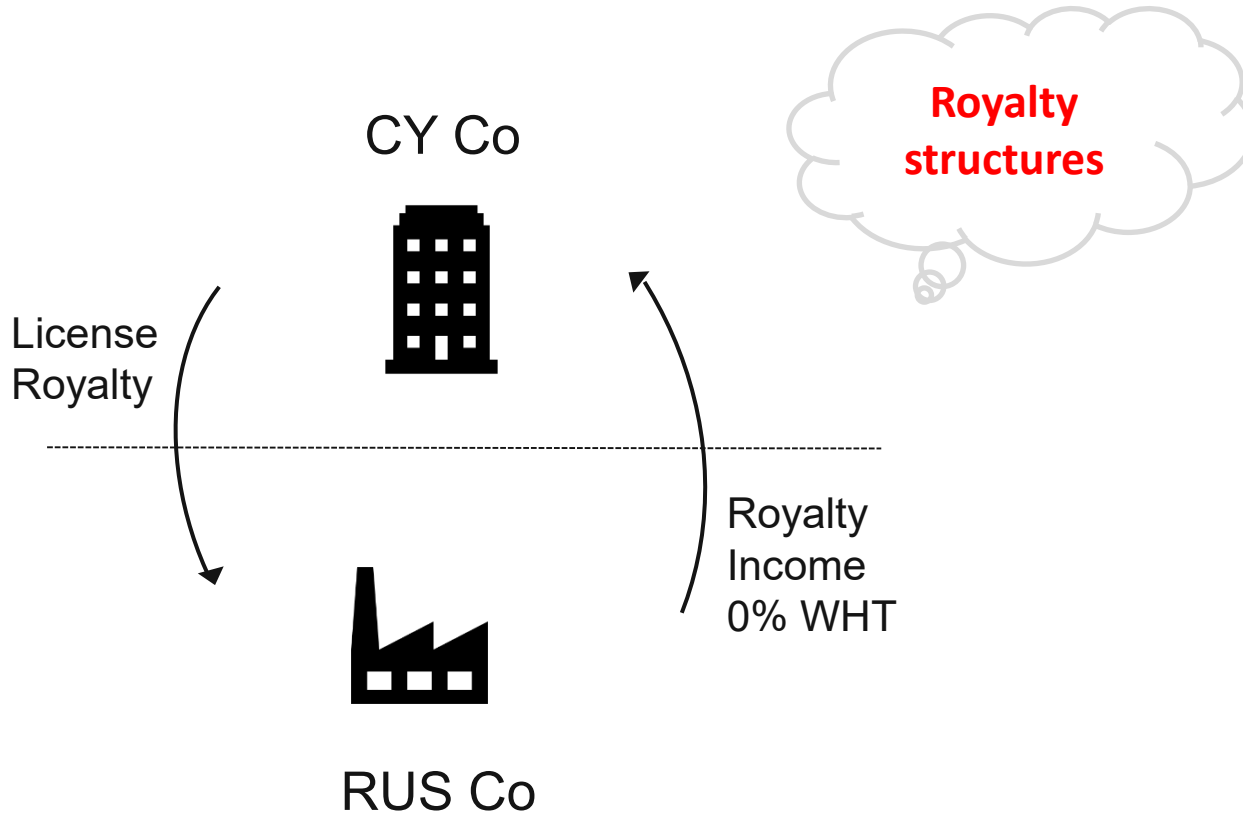 Royalty
structures
CY Co
License
Royalty
Royalty
Income
0% WHT
RUS Co